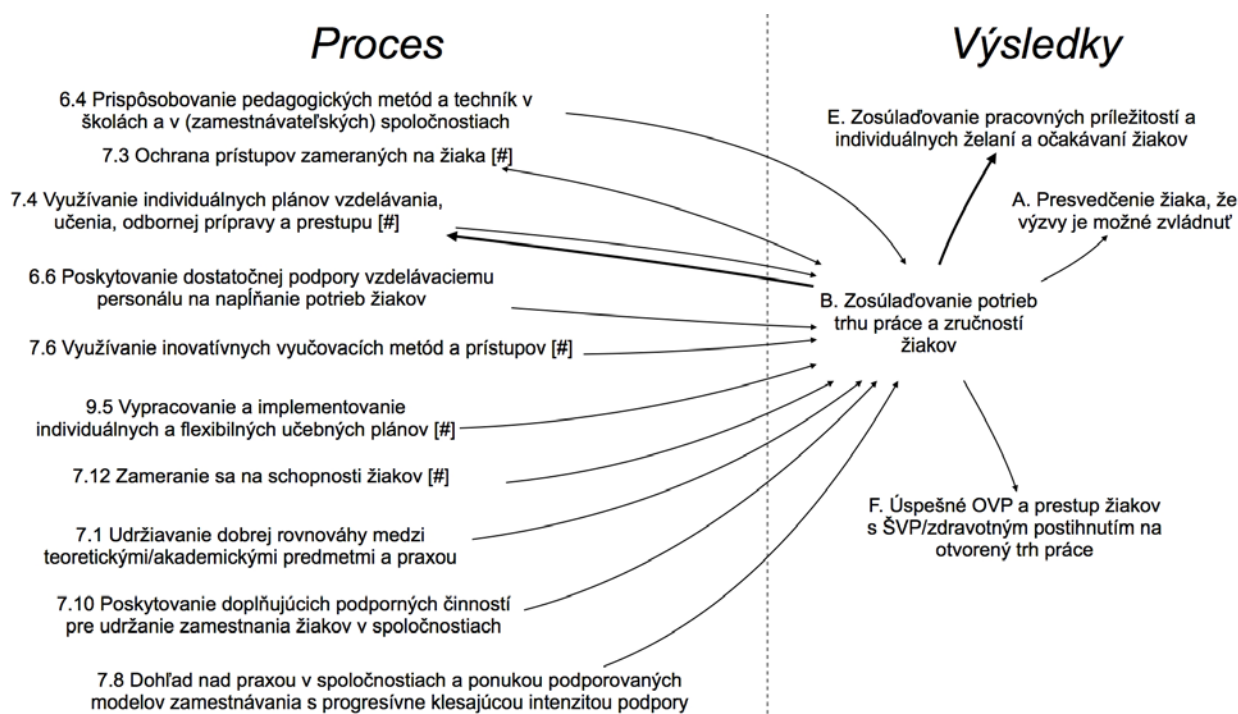 Proces
6.4 Prispôsobovanie pedagogických metód a techník v
školách a v (zamestnávateľských) spoločnostiach
7.3 Ochrana prístupov zameraných na žiaka [#]
7.4 Využívanie individuálnych plánov vzdelávania,
učenia, odbornej prípravy a prestupu [#]
6.6 Poskytovanie dostatočnej podpory vzdelávaciemu
personálu na napĺňanie potrieb žiakov
7.6 Využívanie inovatívnych vyučovacích metód a prístupov [#]
9.5 Vypracovanie a implementovanie
individuálnych a flexibilných učebných plánov [#]
7.12 Zameranie sa na schopnosti žiakov [#]
7.1 Udržiavanie dobrej rovnováhy medzi
teoretickými/akademickými predmetmi a praxou
7.10 Poskytovanie doplňujúcich podporných činností
pre udržanie zamestnania žiakov v spoločnostiach
7.8 Dohľad nad praxou v spoločnostiach a ponukou podporovaných
modelov zamestnávania s progresívne klesajúcou intenzitou podpory
Výsledky
E. Zosúlaďovanie pracovných príležitostí a
individuálnych želaní a očakávaní žiakov
A. Presvedčenie žiaka, že
výzvy je možné zvládnuť
B. Zosúlaďovanie potrieb
trhu práce a zručností
žiakov
F. Úspešné OVP a prestup žiakov
s ŠVP/zdravotným postihnutím na
otvorený trh práce